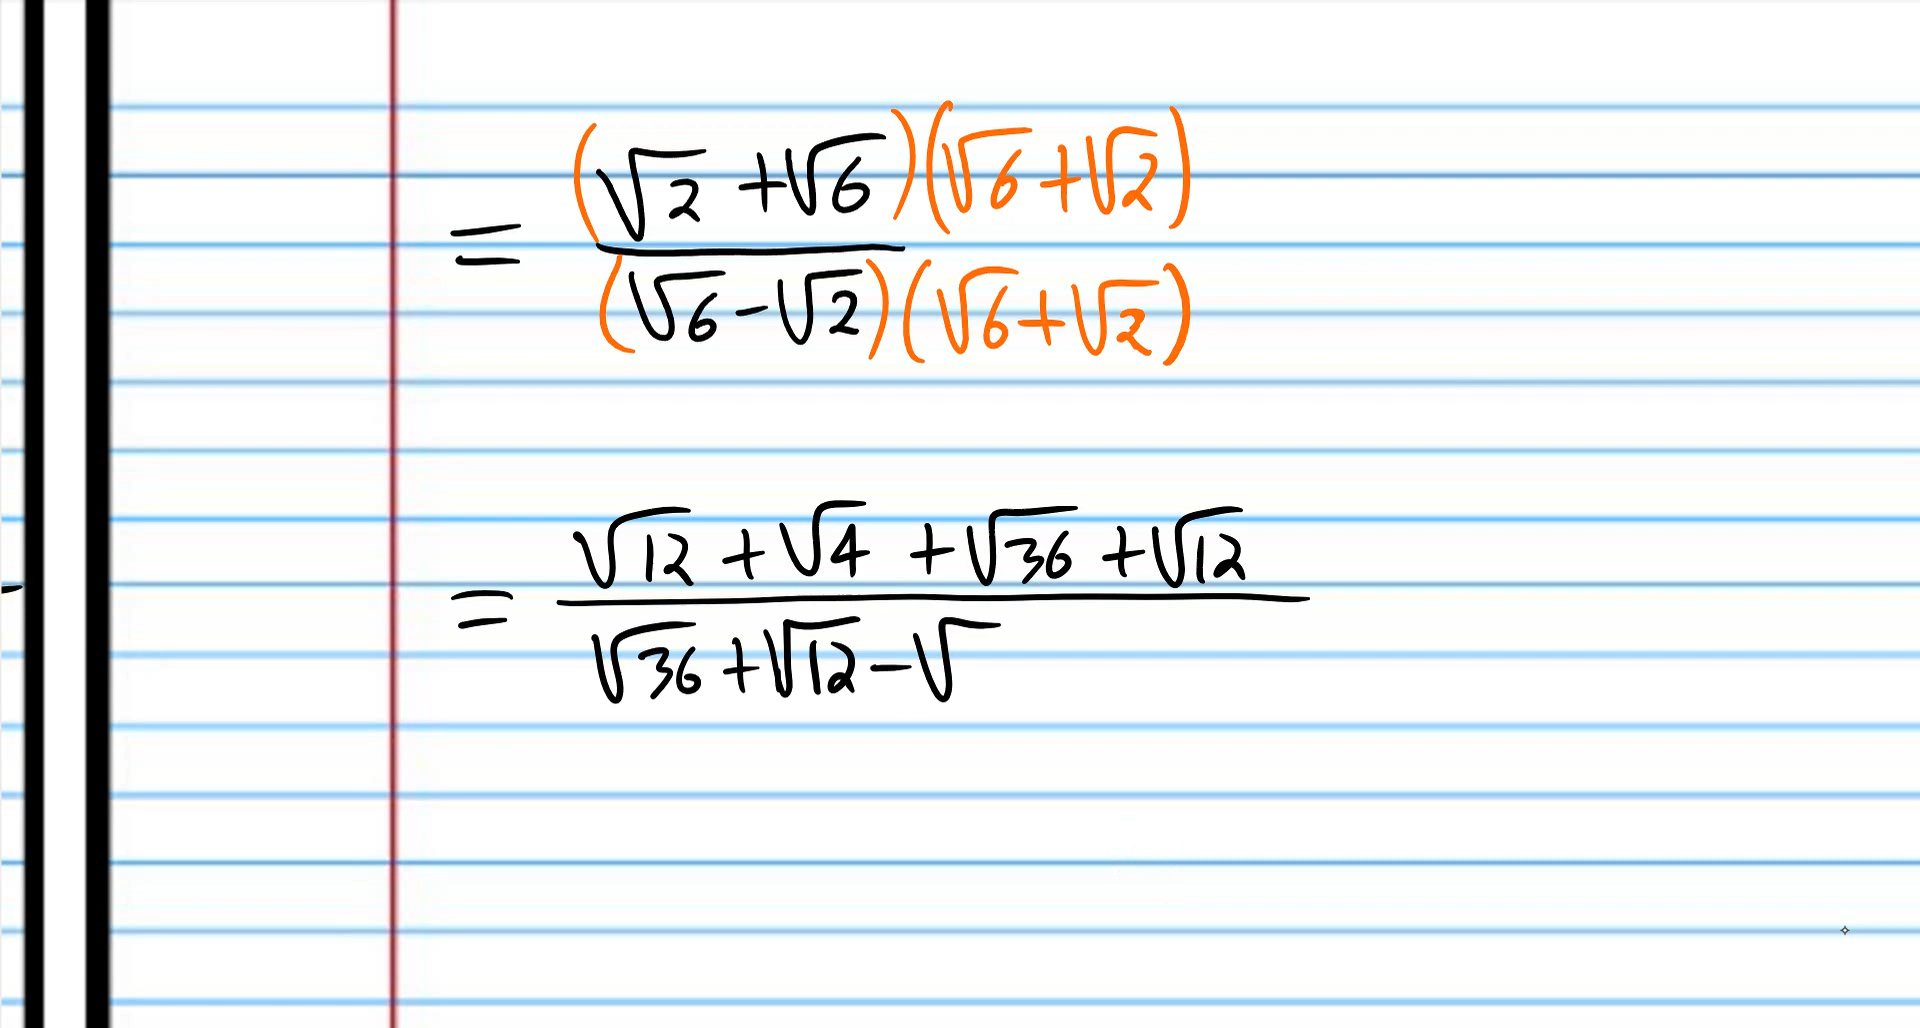 = (√2 + √6)(√6 + √2)
(√6 - √2)(√6 + √2)
= √12 + √4 + √36 + √12
√36 + √12 - √